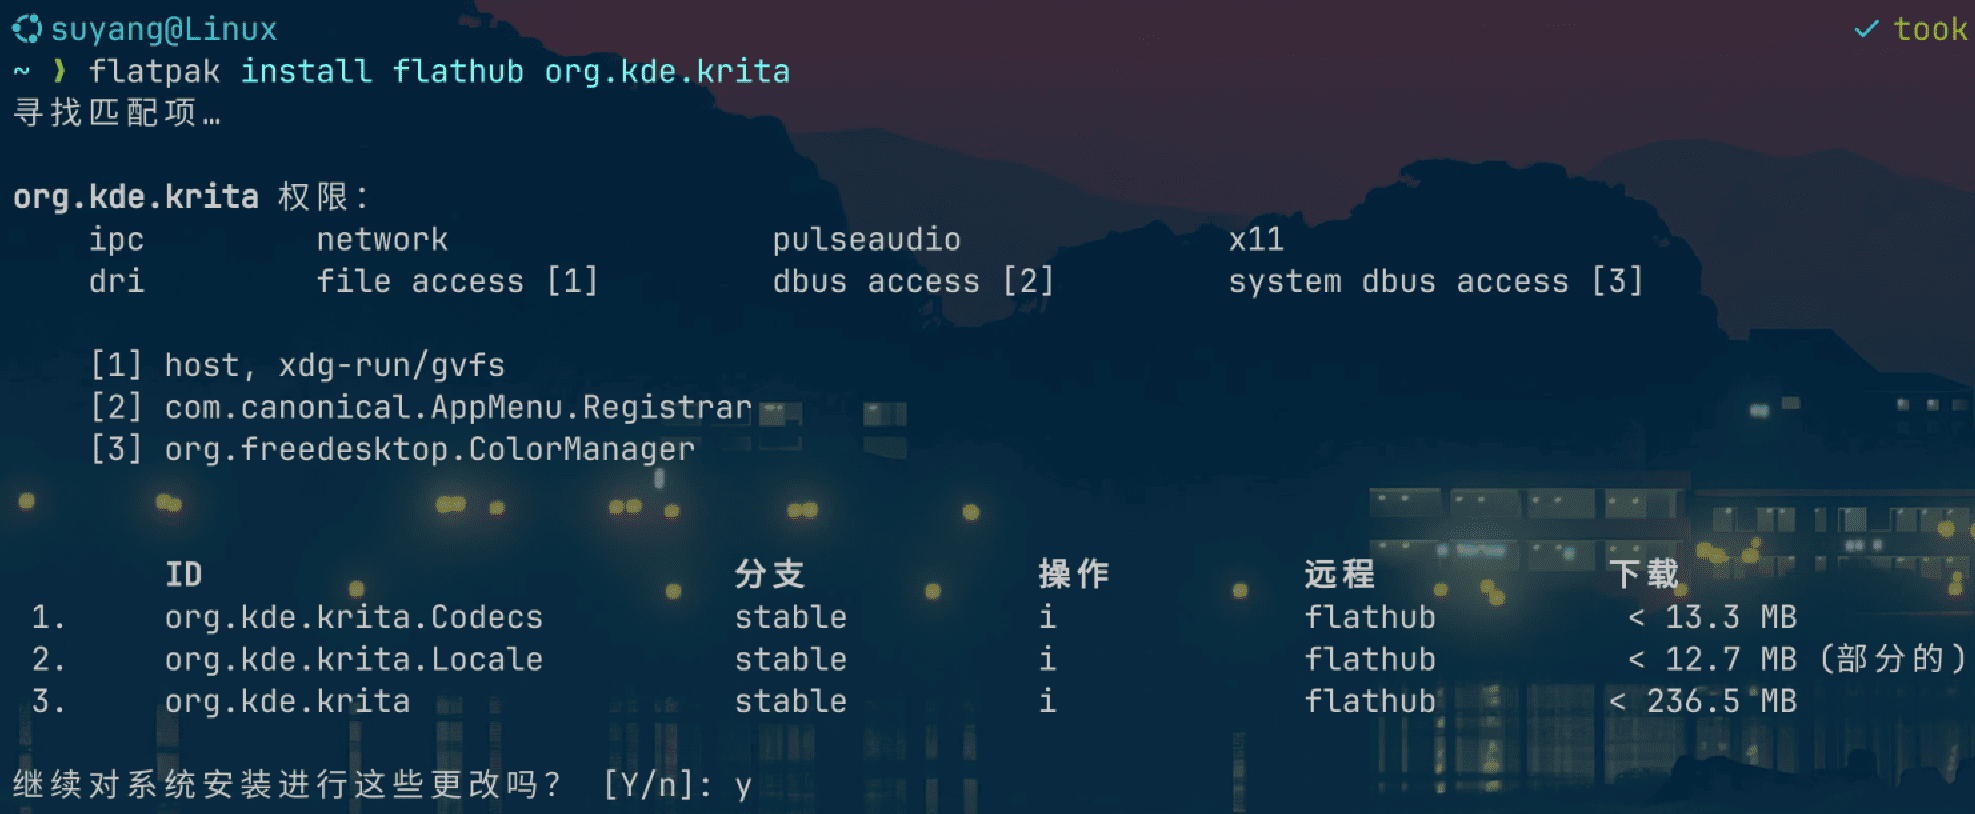 suyang@Linux ✓ took
~ ❯ flatpak install flathub org.kde.krita
寻找匹配项…
org.kde.krita 权限：
ipc network pulseaudio x11
dri file access [1] dbus access [2] system dbus access [3]
[1] host, xdg-run/gvfs
[2] com.canonical.AppMenu.Registrar
[3] org.freedesktop.ColorManager
ID 分支 操作 远程 下载
1. org.kde.krita.Codecs stable i flathub < 13.3 MB
2. org.kde.krita.Locale stable i flathub < 12.7 MB (部分的)
3. org.kde.krita stable i flathub < 236.5 MB
继续对系统安装进行这些更改吗？ [Y/n]: y